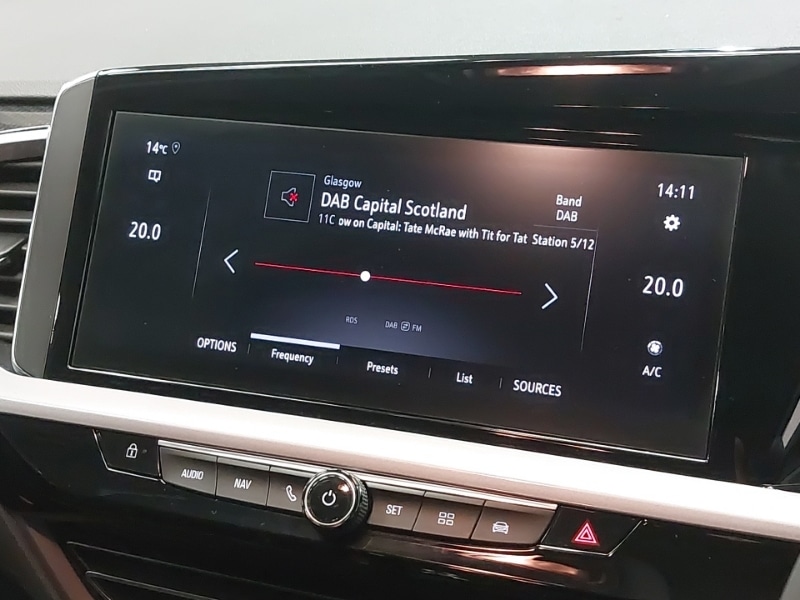 14°C
14:11
Glasgow
DAB Capital Scotland
11C ow on Capital: Tate McRae with Tit for Tat Station 5/12
Band
DAB
20.0
20.0
RDS DAB FM
A/C
OPTIONS Frequency Presets List SOURCES
AUDIO NAV SET